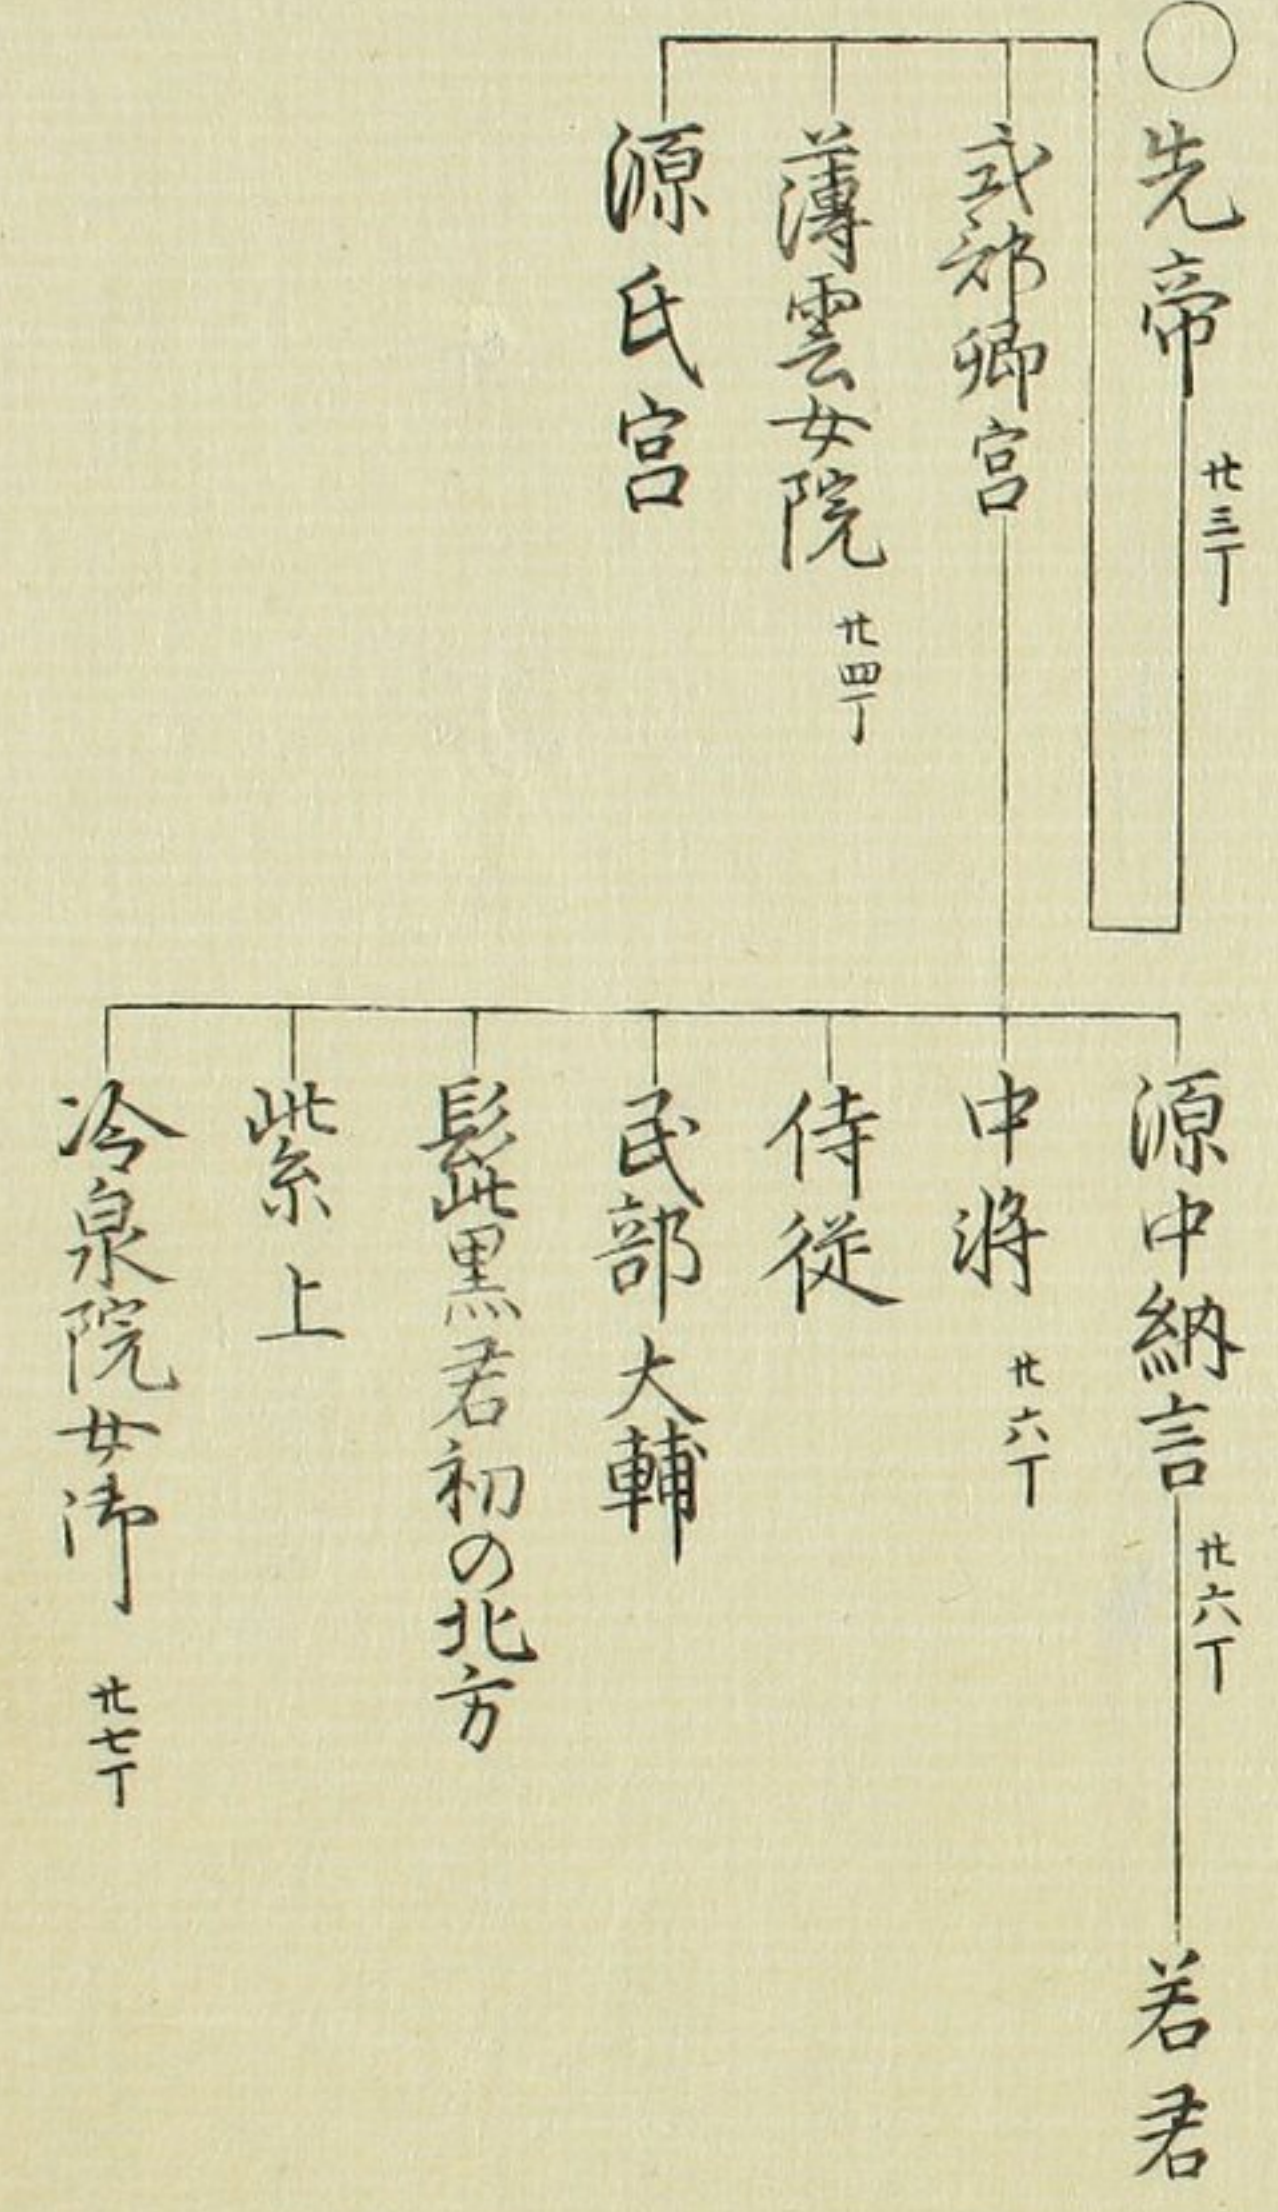 ○先帝 廿三丁
式部卿宮
薄雲女院 廿四丁
源氏宮
源中納言 廿六丁
若君
中将 廿六丁
侍従
民部大輔
髭黒君初の北方
紫上
冷泉院女御 廿七丁